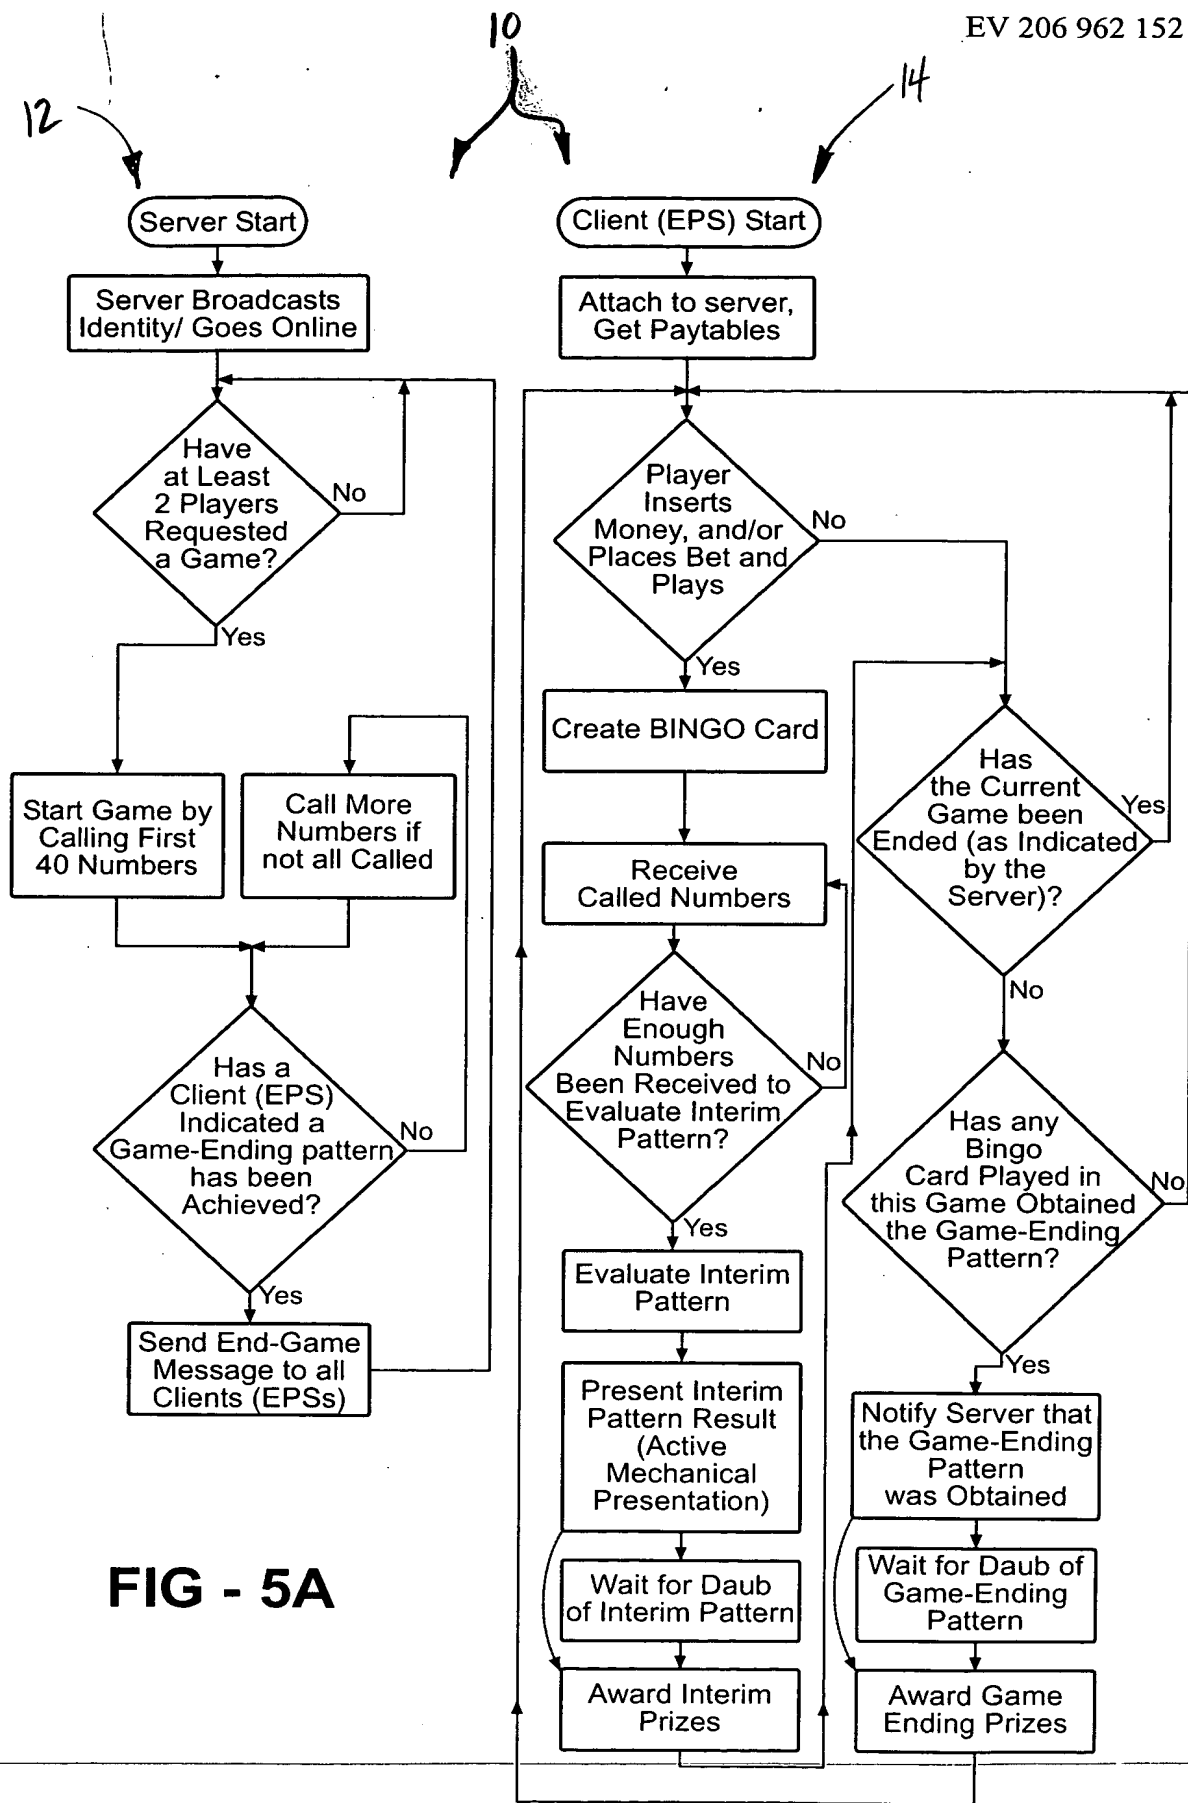 EV 206 962 152
10
12
14
Server Start
Server Broadcasts
Identity/ Goes Online
Have
at Least
2 Players
Requested
a Game?
No
Yes
Start Game by
Calling First
40 Numbers
Call More
Numbers if
not all Called
Has a
Client (EPS)
Indicated a
Game-Ending pattern
has been
Achieved?
No
Yes
Send End-Game
Message to all
Clients (EPSs)
Client (EPS) Start
Attach to server,
Get Paytables
Player
Inserts
Money, and/or
Places Bet and
Plays
No
Yes
Create BINGO Card
Receive
Called Numbers
Have
Enough
Numbers
Been Received to
Evaluate Interim
Pattern?
No
Yes
Evaluate Interim
Pattern
Present Interim
Pattern Result
(Active
Mechanical
Presentation)
Wait for Daub
of Interim Pattern
Award Interim
Prizes
Has
the Current
Game been
Ended (as Indicated
by the
Server)?
Yes
No
Has any
Bingo
Card Played in
this Game Obtained
the Game-Ending
Pattern?
No
Yes
Notify Server that
the Game-Ending
Pattern
was Obtained
Wait for Daub of
Game-Ending
Pattern
Award Game
Ending Prizes
FIG - 5A